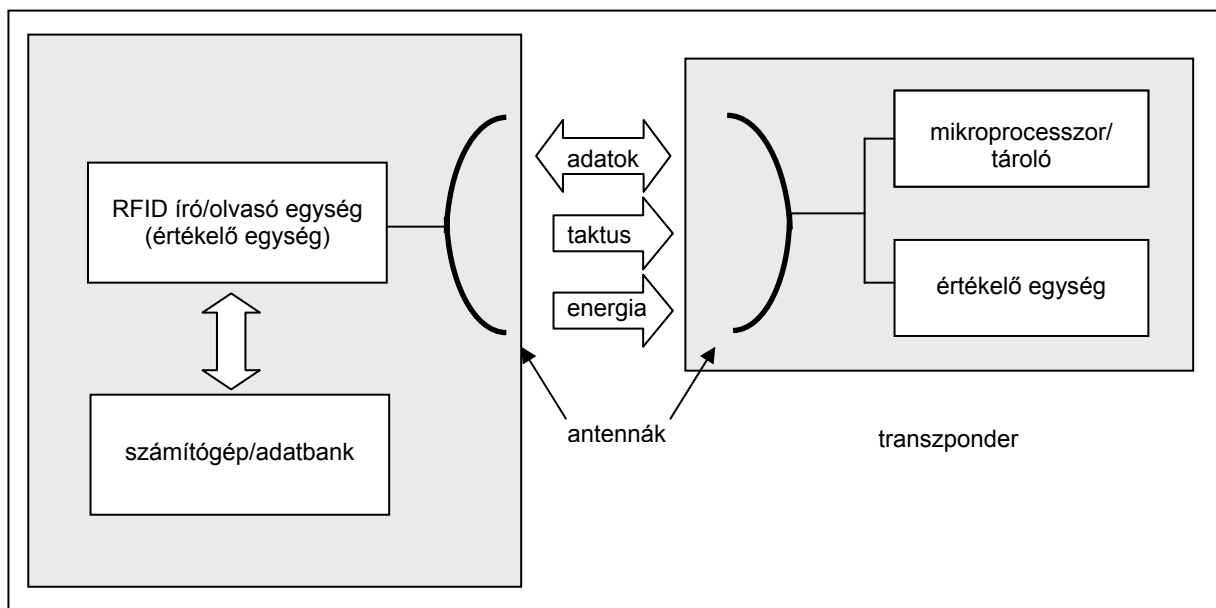 RFID író/olvasó egység
(értékelő egység)
számítógép/adatbank
adatok
taktus
energia
antennák
mikroprocesszor/
tároló
értékelő egység
transzponder